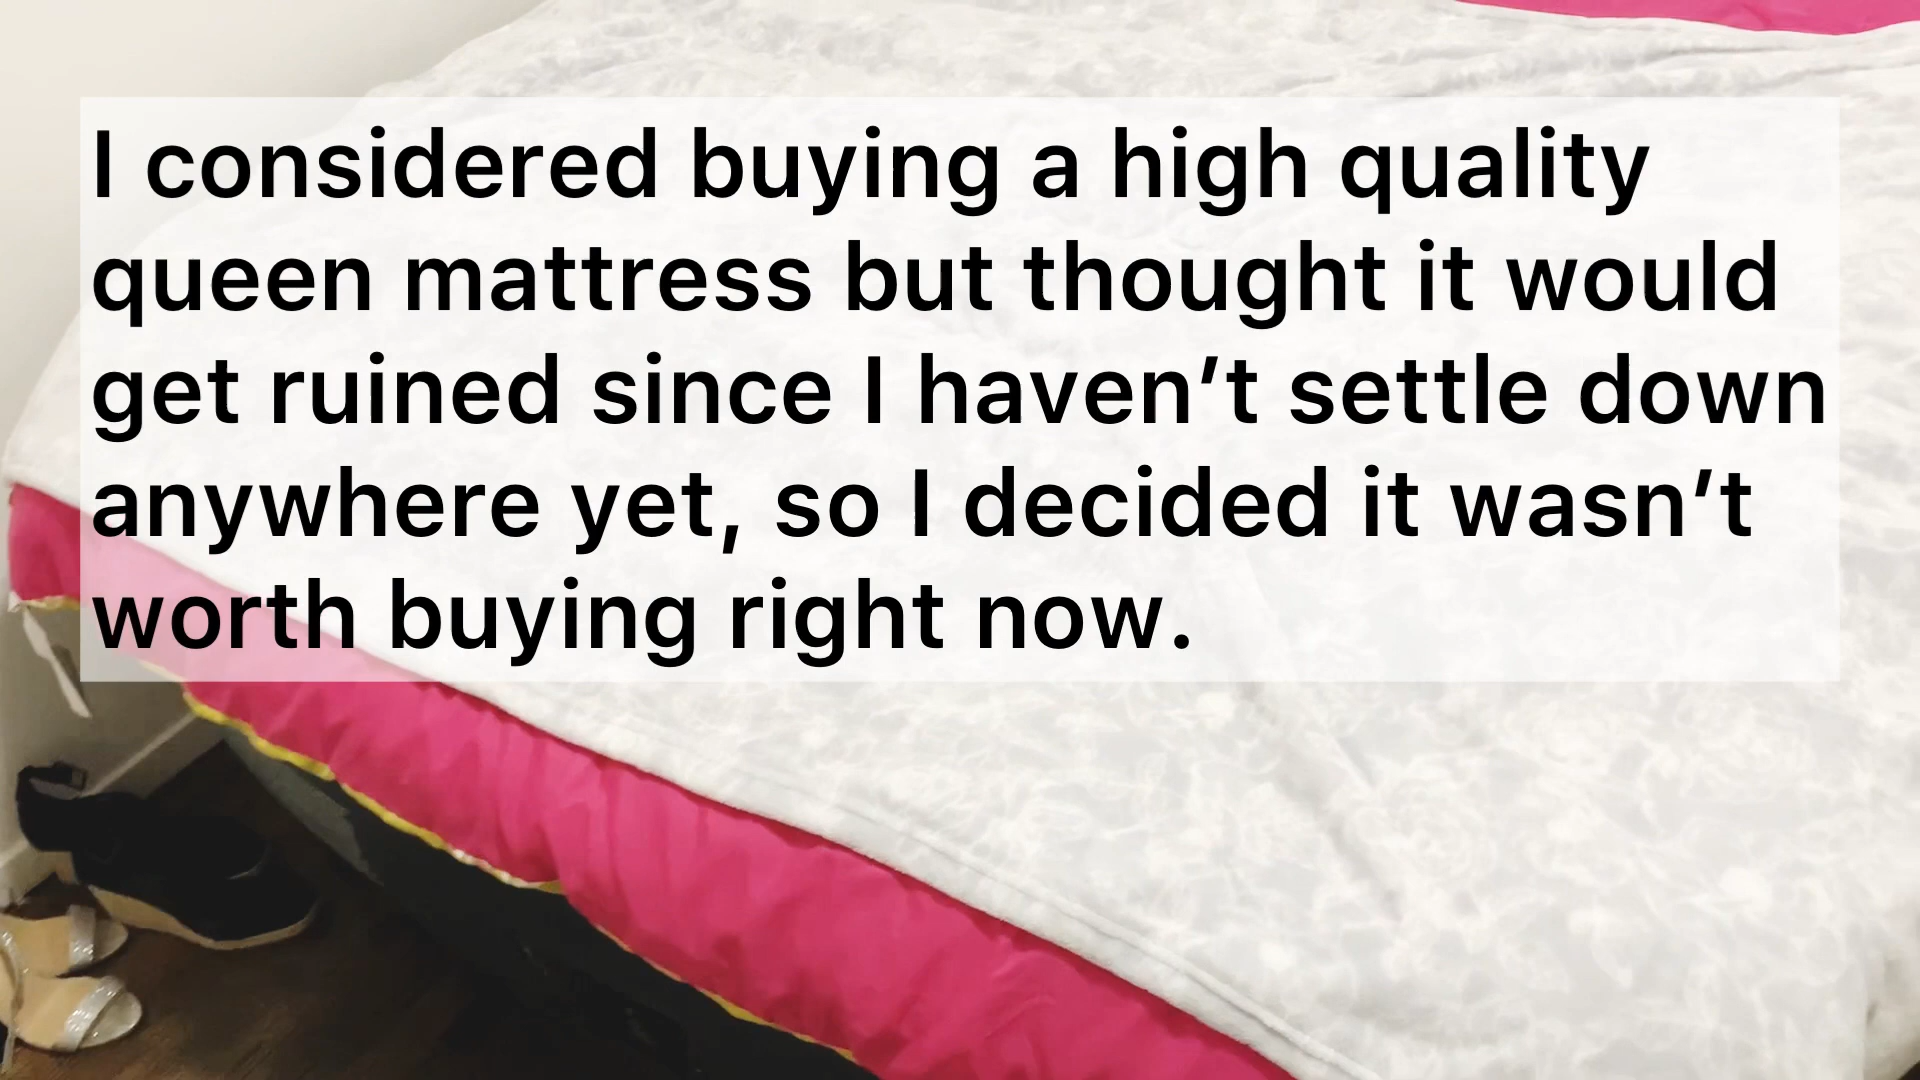 I considered buying a high quality
queen mattress but thought it would
get ruined since I haven’t settle down
anywhere yet, so I decided it wasn’t
worth buying right now.